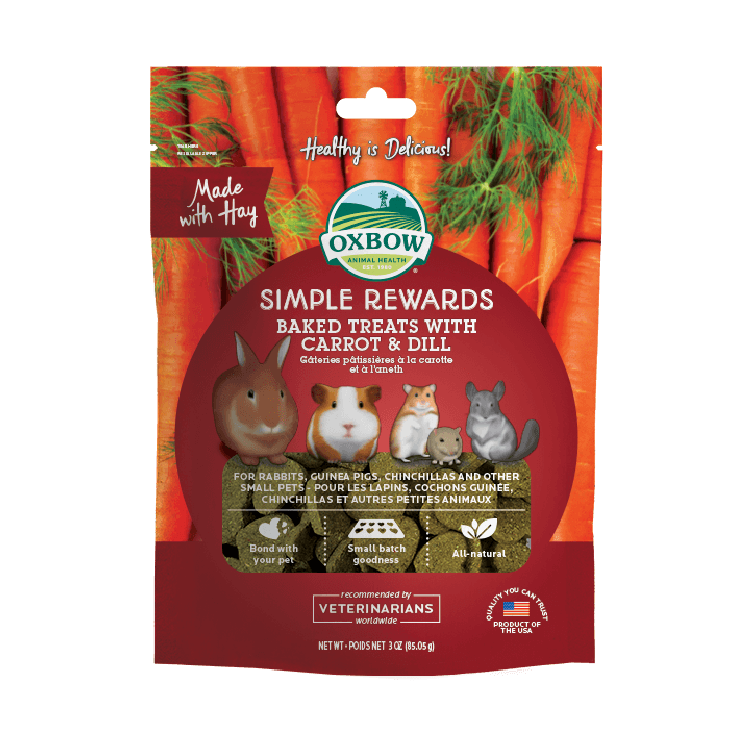 Healthy is Delicious!
Made
with Hay
OXBOW
ANIMAL HEALTH
®
SIMPLE REWARDS
BAKED TREATS WITH
CARROT & DILL
Gâteries pâtissières à la carotte
et à l'aneth
FOR RABBITS, GUINEA PIGS, CHINCHILLAS AND OTHER
SMALL PETS - POUR LES LAPINS, COCHONS GUINÉE,
CHINCHILLAS ET AUTRES PETITES ANIMAUX
Bond with
your pet
Small batch
goodness
All-natural
recommended by
VETERINARIANS
worldwide
QUALITY YOU CAN TRUST
PRODUCT OF
THE USA
NET WT • POIDS NET 3 OZ (85.05 g)